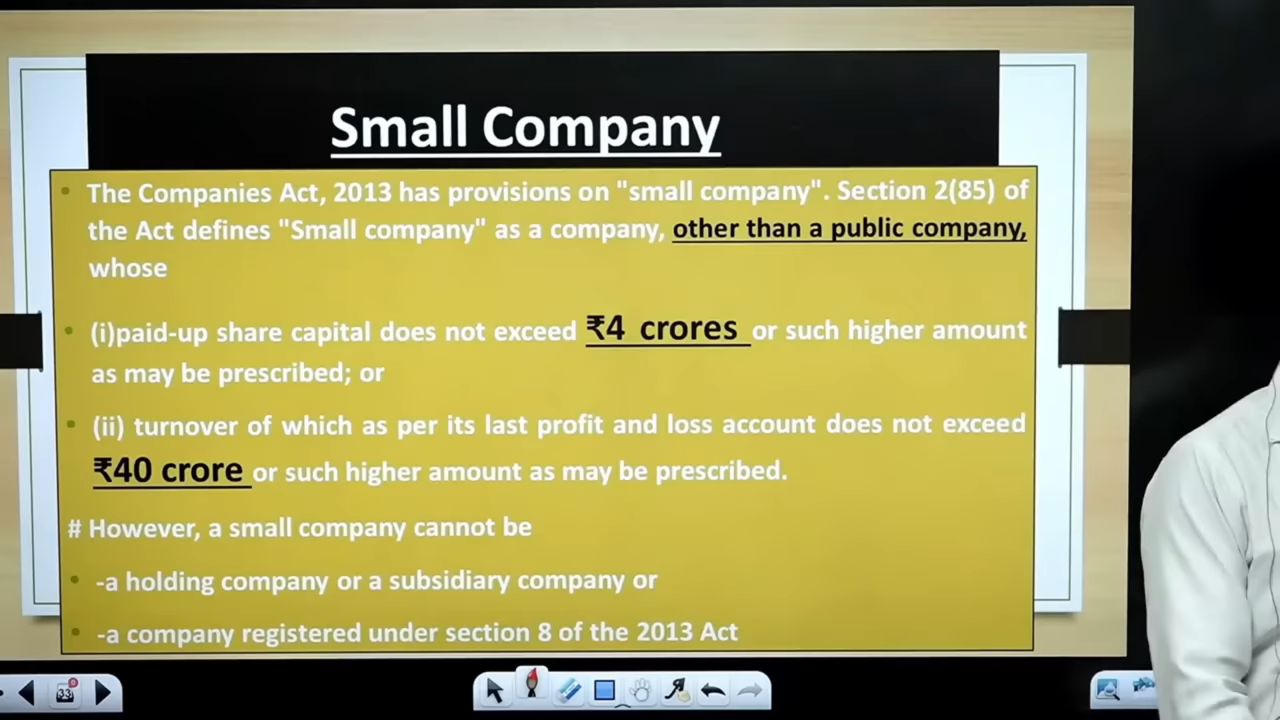 Small Company
The Companies Act, 2013 has provisions on "small company". Section 2(85) of
the Act defines "Small company" as a company, other than a public company,
whose
(i)paid-up share capital does not exceed ₹4 crores or such higher amount
as may be prescribed; or
(ii) turnover of which as per its last profit and loss account does not exceed
₹40 crore or such higher amount as may be prescribed.
# However, a small company cannot be
-a holding company or a subsidiary company or
-a company registered under section 8 of the 2013 Act
33